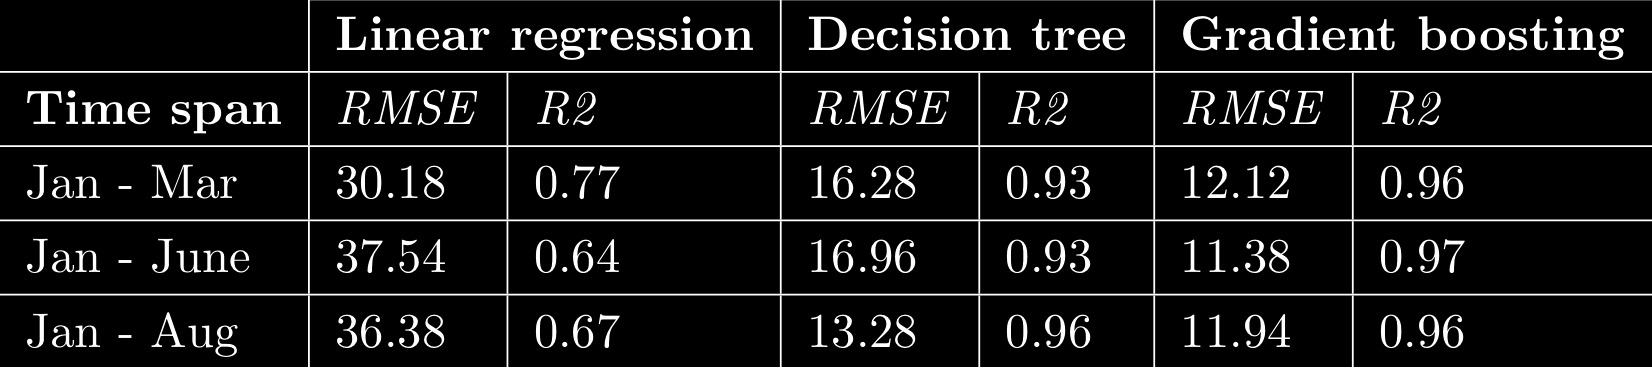 Linear regression Decision tree Gradient boosting
Time span RMSE R2 RMSE R2 RMSE R2
Jan - Mar 30.18 0.77 16.28 0.93 12.12 0.96
Jan - June 37.54 0.64 16.96 0.93 11.38 0.97
Jan - Aug 36.38 0.67 13.28 0.96 11.94 0.96